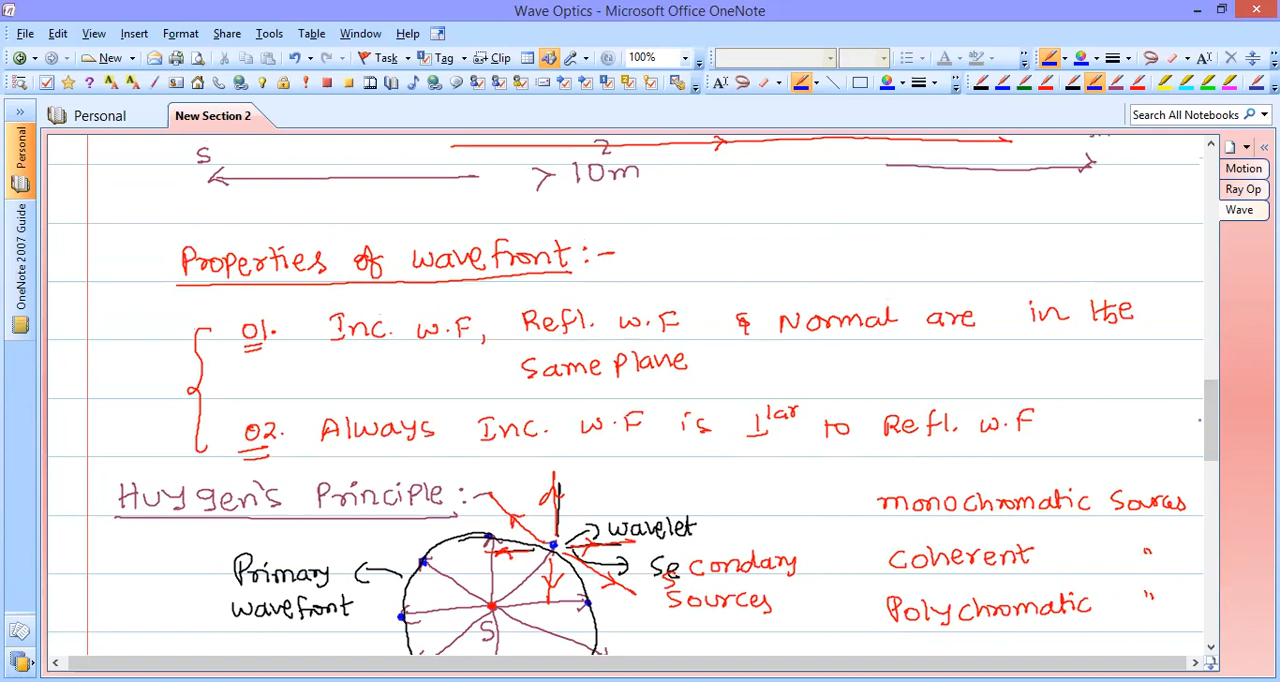 Wave Optics - Microsoft Office OneNote
File Edit View Insert Format Share Tools Table Window Help
New Task Tag Clip 100%
Personal New Section 2 Search All Notebooks
Personal
OneNote 2007 Guide
Motion
Ray Op
Wave
S
2
> 10m
Properties of wavefront :-
01. Inc. W.F, Refl. W.F & Normal are in the
Same plane
02. Always Inc. W.F is ⊥lar to Refl. W.F
Huygen's Principle :-
wavelet
Secondary
Sources
Primary
wavefront
S
monochromatic Sources
Coherent "
Polychromatic "